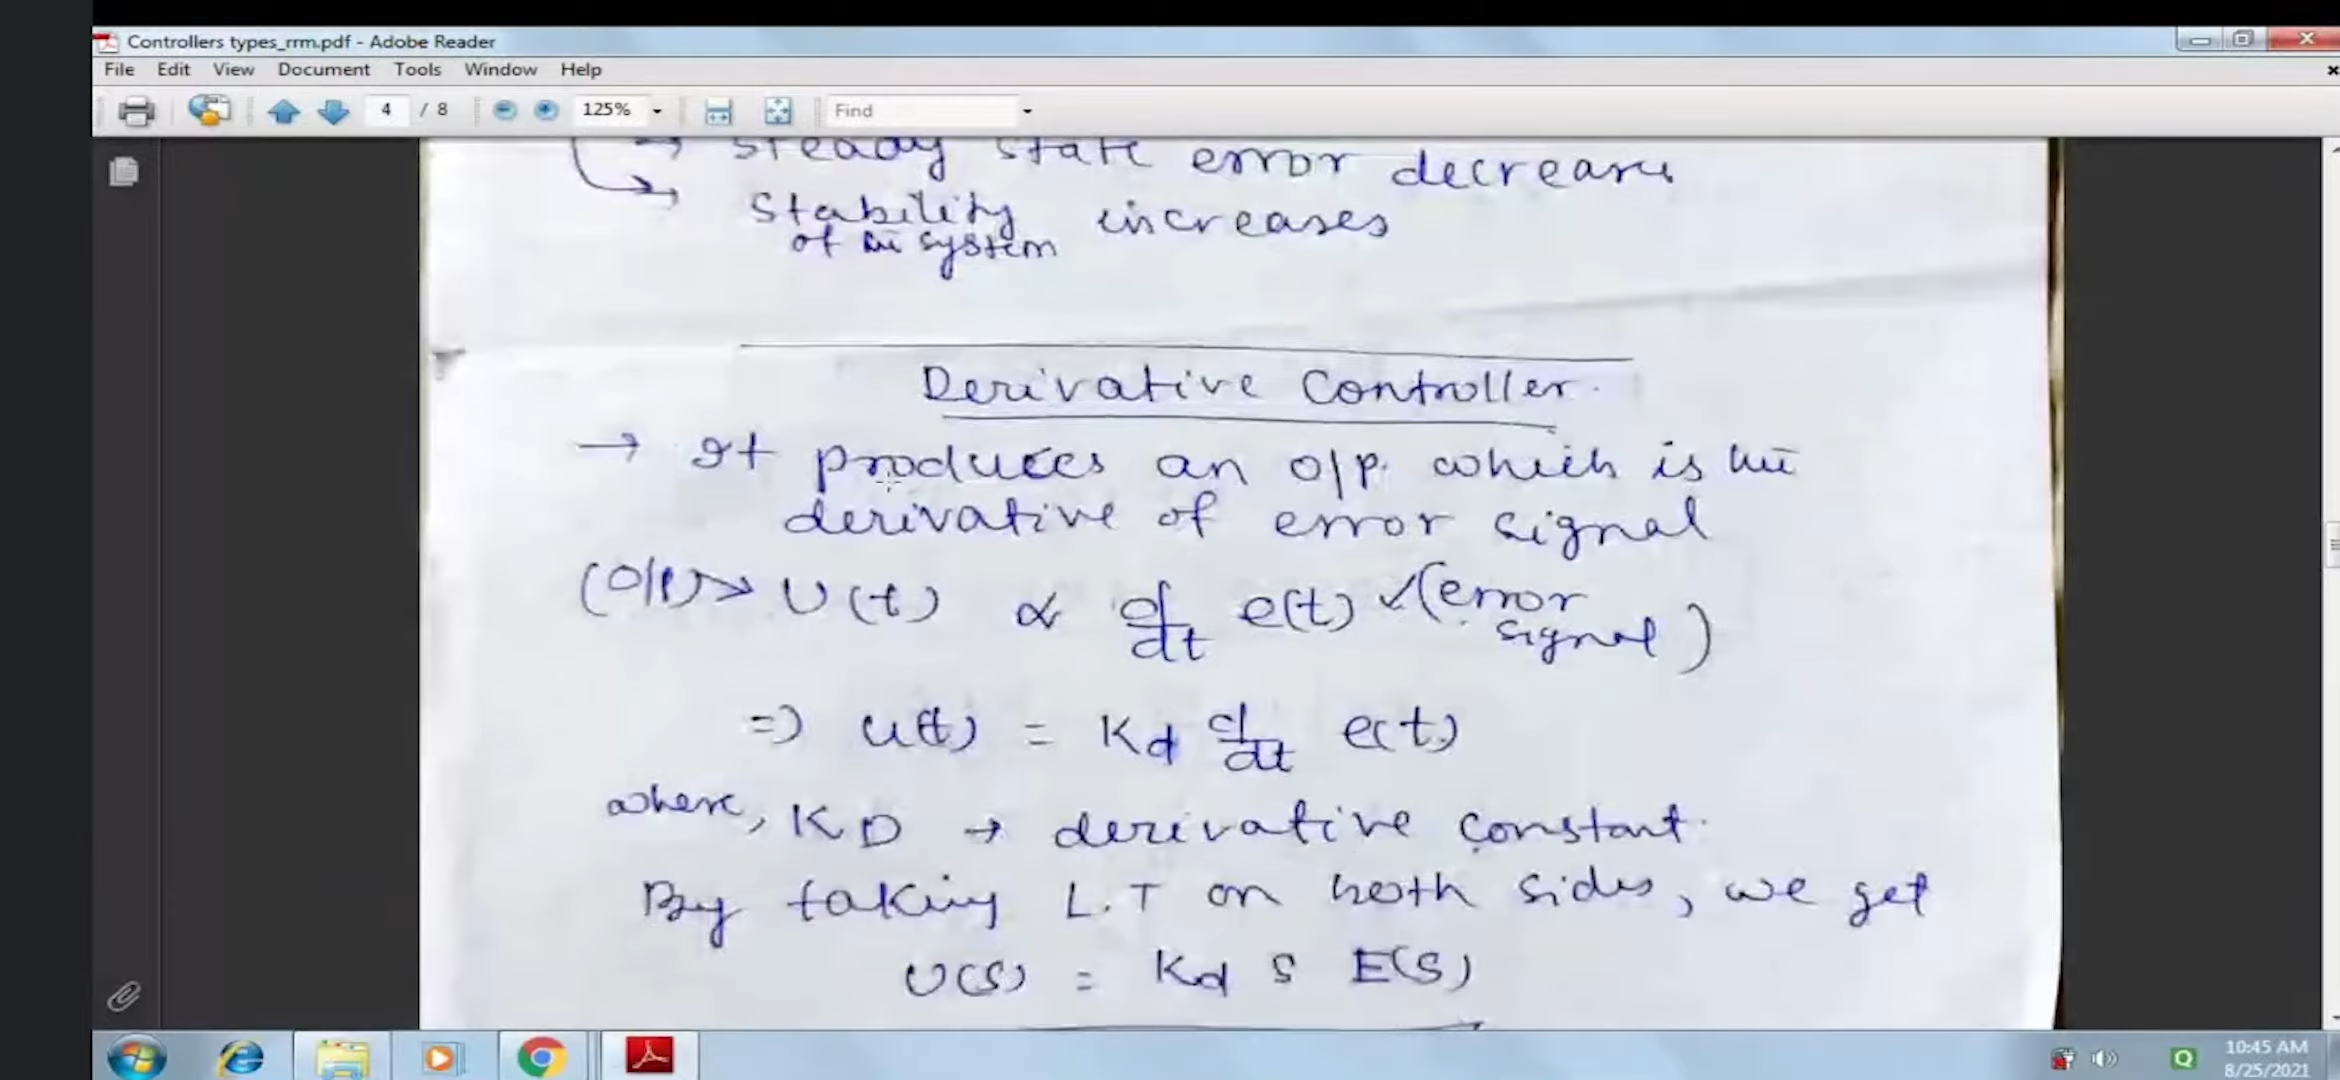 Controllers types_rrm.pdf - Adobe Reader
File Edit View Document Tools Window Help
4 / 8 125% Find
steady state error decreases
stability increases
of the system
Derivative Controller.
→ It produces an o/p. which is the
derivative of error signal
(O/P) → U(t) ∝ d/dt e(t) ↙(error
signal)
=) u(t) = Kd d/dt e(t)
where, KD → derivative constant.
By taking L.T on both sides, we get
U(S) = Kd S E(S)
10:45 AM
8/25/2021